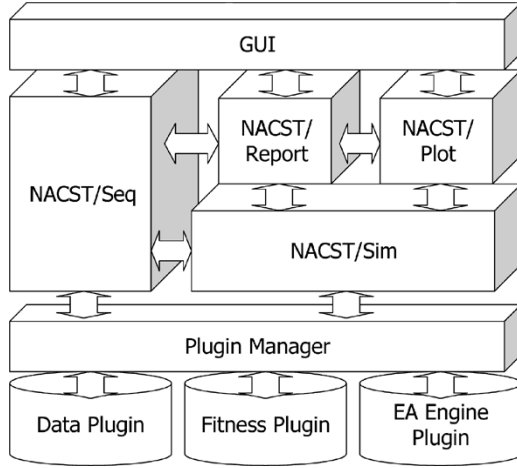 GUI
NACST/Seq
NACST/
Report
NACST/
Plot
NACST/Sim
Plugin Manager
Data Plugin
Fitness Plugin
EA Engine
Plugin